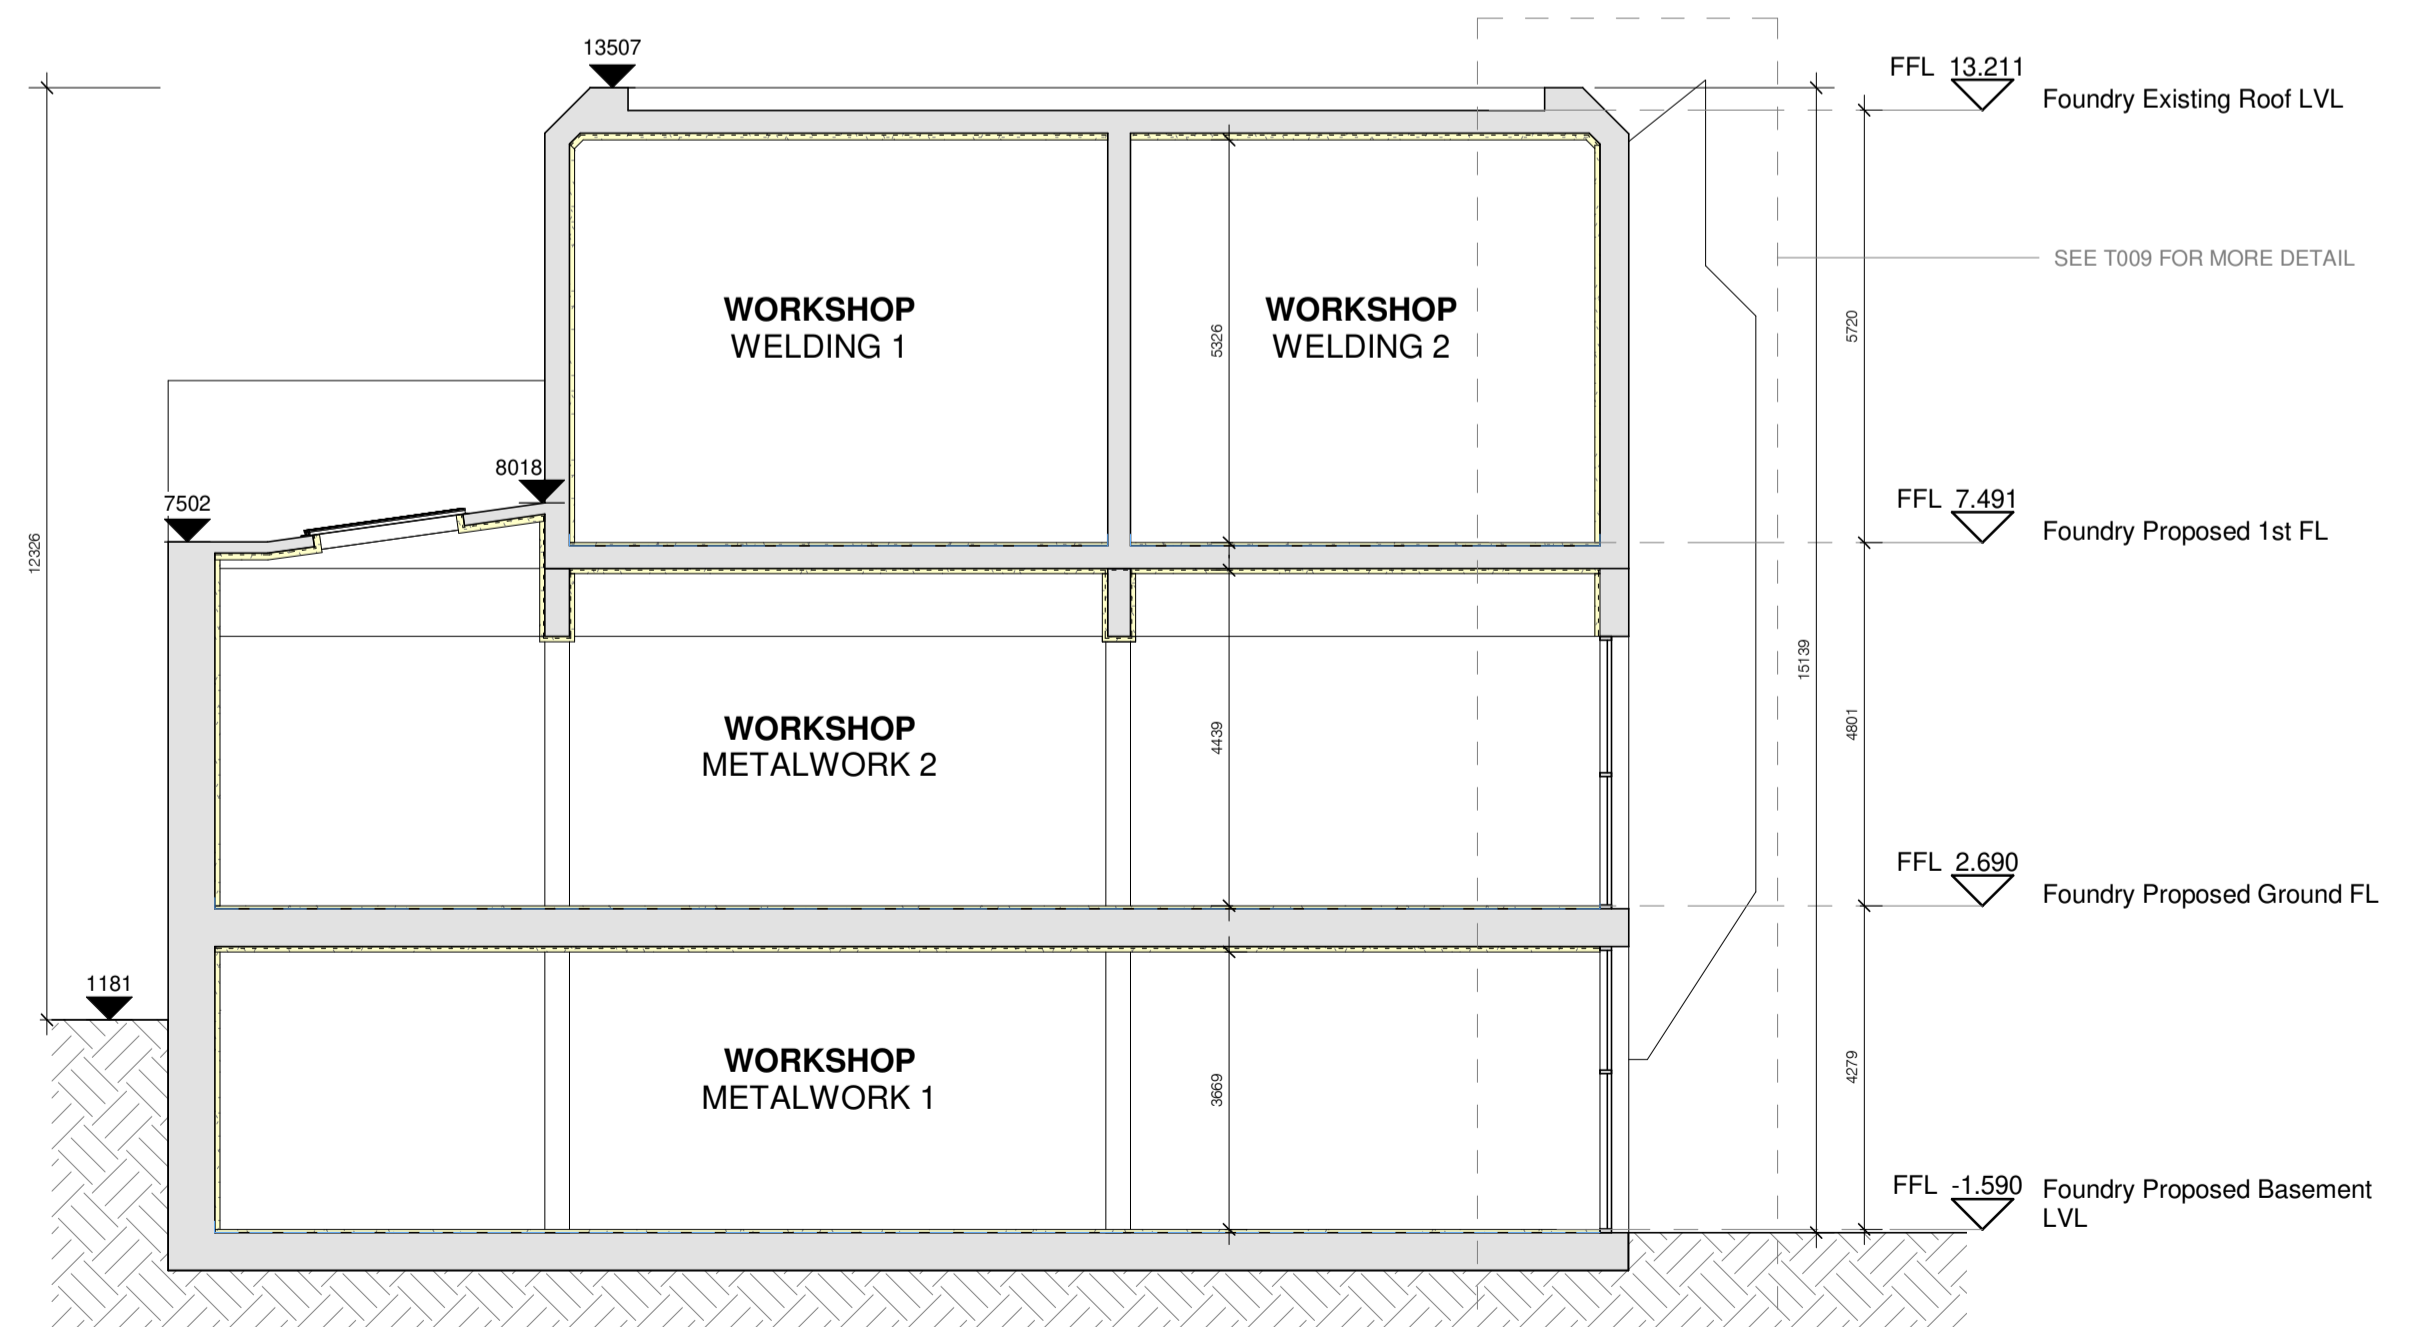 13507
FFL 13.211
Foundry Existing Roof LVL
SEE T009 FOR MORE DETAIL
WORKSHOP
WELDING 1
WORKSHOP
WELDING 2
5326
5720
8018
7502
FFL 7.491
Foundry Proposed 1st FL
12326
15139
WORKSHOP
METALWORK 2
4439
4801
FFL 2.690
Foundry Proposed Ground FL
1181
WORKSHOP
METALWORK 1
3669
4279
FFL -1.590
Foundry Proposed Basement
LVL